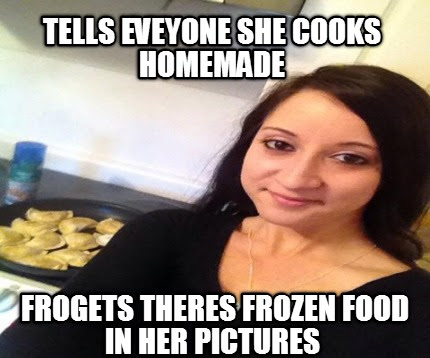 TELLS EVEYONE SHE COOKS
HOMEMADE
FROGETS THERES FROZEN FOOD
IN HER PICTURES